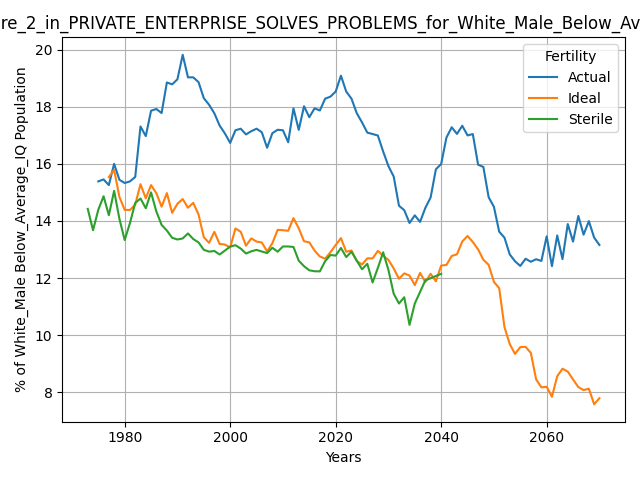 re_2_in_PRIVATE_ENTERPRISE_SOLVES_PROBLEMS_for_White_Male_Below_Av
Fertility
Actual
Ideal
Sterile
% of White_Male Below_Average_IQ Population
20
18
16
14
12
10
8
1980
2000
2020
2040
2060
Years